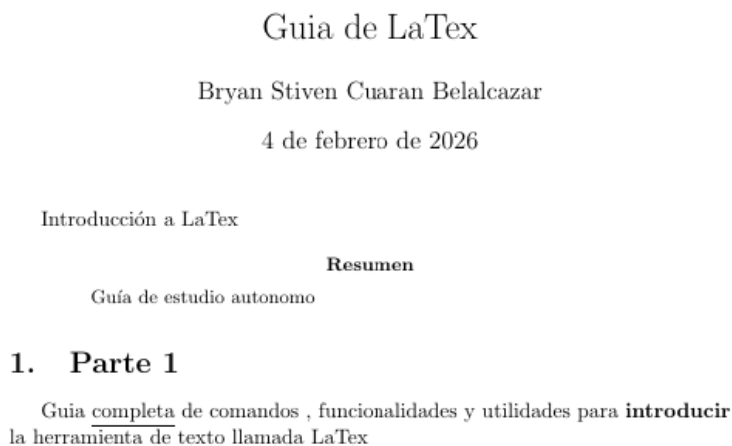 Guia de LaTex
Bryan Stiven Cuaran Belalcazar
4 de febrero de 2026
Introducción a LaTex
Resumen
Guía de estudio autonomo
1. Parte 1
Guia completa de comandos , funcionalidades y utilidades para introducir
la herramienta de texto llamada LaTex